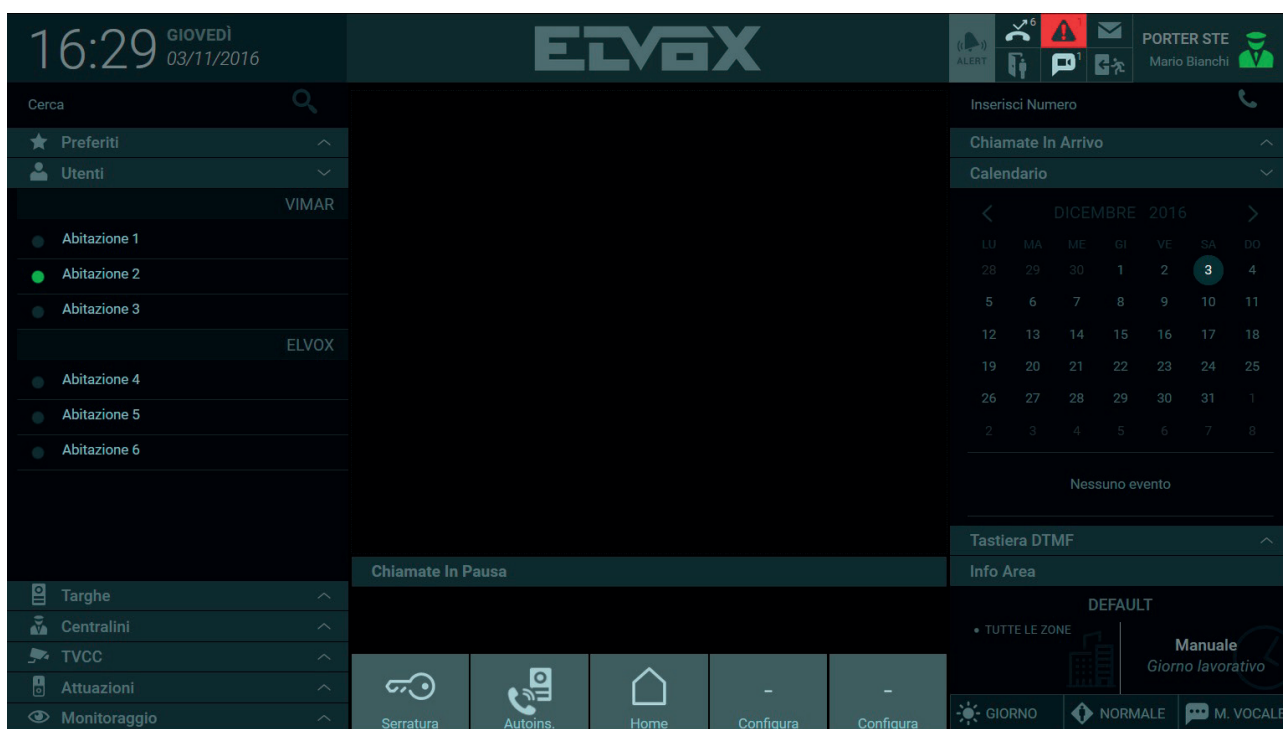 16:29 GIOVEDÌ
03/11/2016
Cerca
Preferiti
Utenti
VIMAR
Abitazione 1
Abitazione 2
Abitazione 3
ELVOX
Abitazione 4
Abitazione 5
Abitazione 6
Targhe
Centralini
TVCC
Attuazioni
Monitoraggio
ELVOX
Chiamate In Pausa
Serratura
Autoins.
Home
- Configura
- Configura
ALERT
6
1
1
PORTER STE
Mario Bianchi
Inserisci Numero
Chiamate In Arrivo
Calendario
DICEMBRE 2016
LU MA ME GI VE SA DO
28 29 30 1 2 3 4
5 6 7 8 9 10 11
12 13 14 15 16 17 18
19 20 21 22 23 24 25
26 27 28 29 30 31 1
2 3 4 5 6 7 8
Nessuno evento
Tastiera DTMF
Info Area
DEFAULT
• TUTTE LE ZONE
Manuale
Giorno lavorativo
GIORNO
NORMALE
M. VOCALE